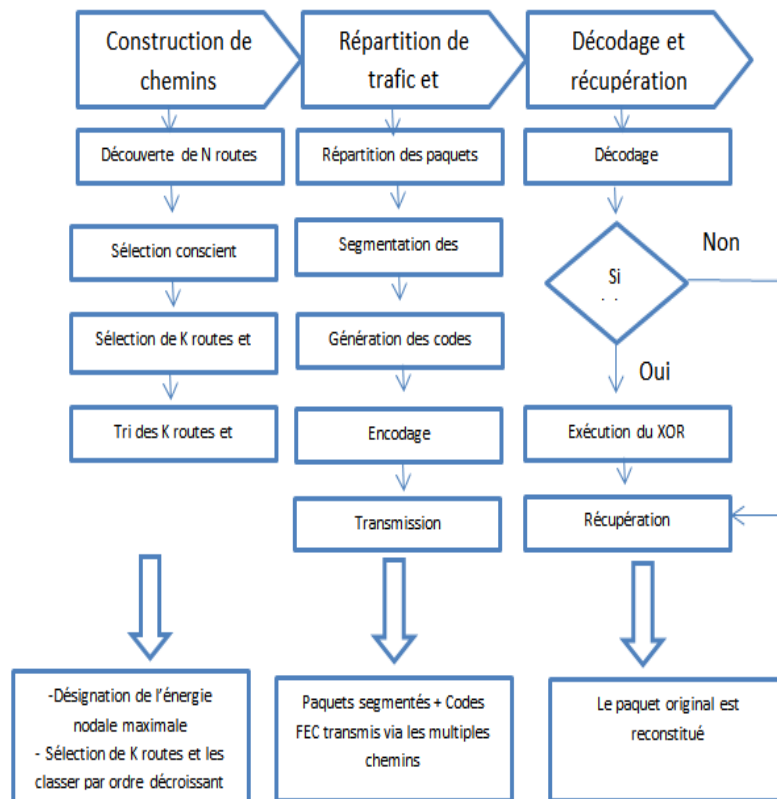 Construction de
chemins
Répartition de
trafic et
Décodage et
récupération
Découverte de N routes
Sélection conscient
Sélection de K routes et
Tri des K routes et
-Désignation de l'énergie
nodale maximale
- Sélection de K routes et les
classer par ordre décroissant
Répartition des paquets
Segmentation des
Génération des codes
Encodage
Transmission
Paquets segmentés + Codes
FEC transmis via les multiples
chemins
Décodage
Si
Non
Oui
Exécution du XOR
Récupération
Le paquet original est
reconstitué